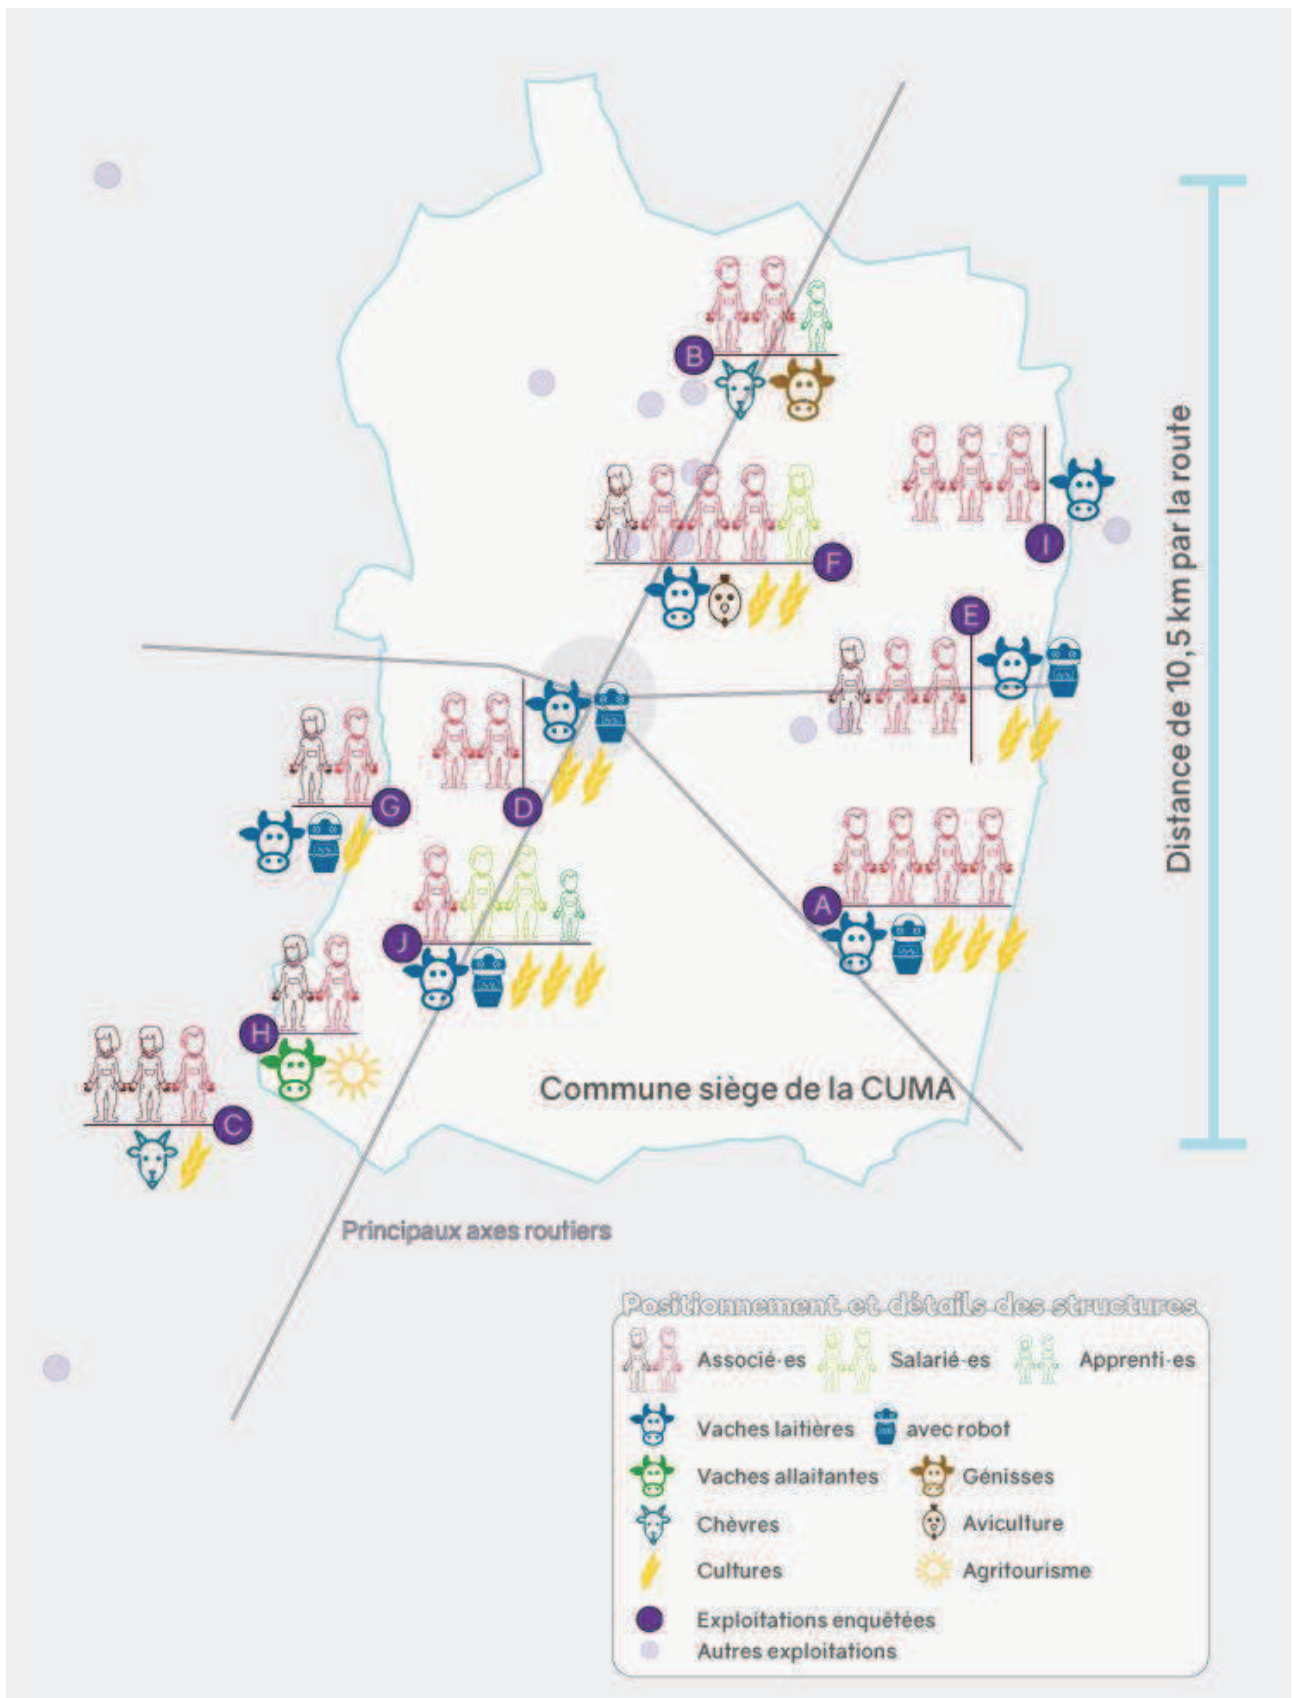 B
I
F
E
Distance de 10,5 km par la route
G
D
A
J
H
C
Commune siège de la CUMA
Principaux axes routiers
Positionnement et détails des structures
Associé·es Salarié·es Apprenti·es
Vaches laitières avec robot
Vaches allaitantes Génisses
Chèvres Aviculture
Cultures Agritourisme
Exploitations enquêtées
Autres exploitations